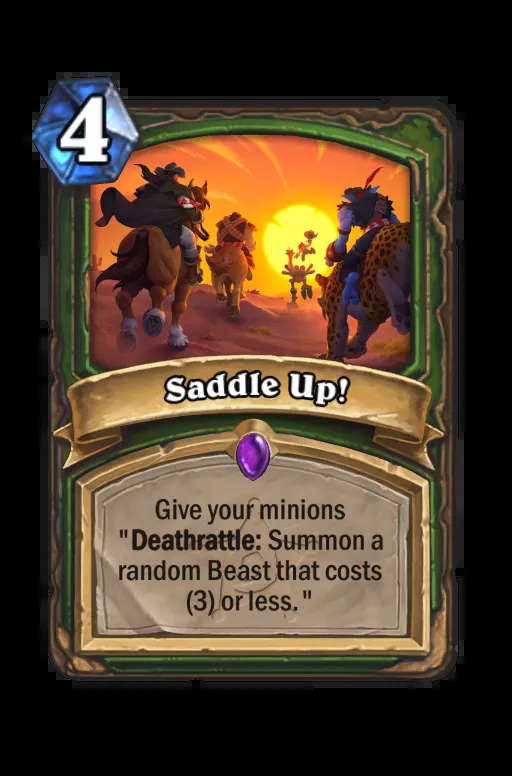 4
Saddle Up!
Give your minions
"Deathrattle: Summon a
random Beast that costs
(3) or less."